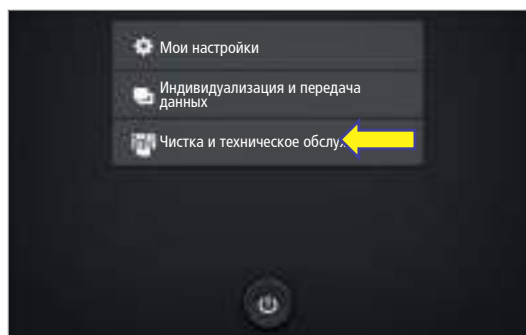 Мои настройки
Индивидуализация и передача
данных
Чистка и техническое обслу